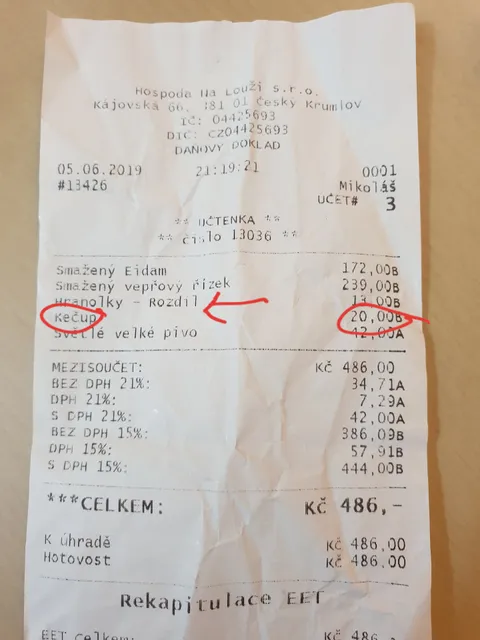 Hospoda Na Louži s.r.o.
Kájovská 66, 381 01 Český Krumlov
IČ: 04425693
DIČ: CZ04425693
DAŇOVÝ DOKLAD
05.06.2019 21:19:21 0001
#13426 Mikoláš
UČET# 3
** UČTENKA **
** číslo 13036 **
Smažený Eidam 172,00B
Smažený vepřový řízek 239,00B
Hranolky - Rozdíl 13,00B
Kečup 20,00B
Světlé velké pivo 42,00A
MEZISOUČET: Kč 486,00
BEZ DPH 21%: 34,71A
DPH 21%: 7,29A
S DPH 21%: 42,00A
BEZ DPH 15%: 386,09B
DPH 15%: 57,91B
S DPH 15%: 444,00B
***CELKEM: Kč 486,-
K úhradě Kč 486,00
Hotovost Kč 486,00
Rekapitulace EET
EET Celkem: Kč 486,-